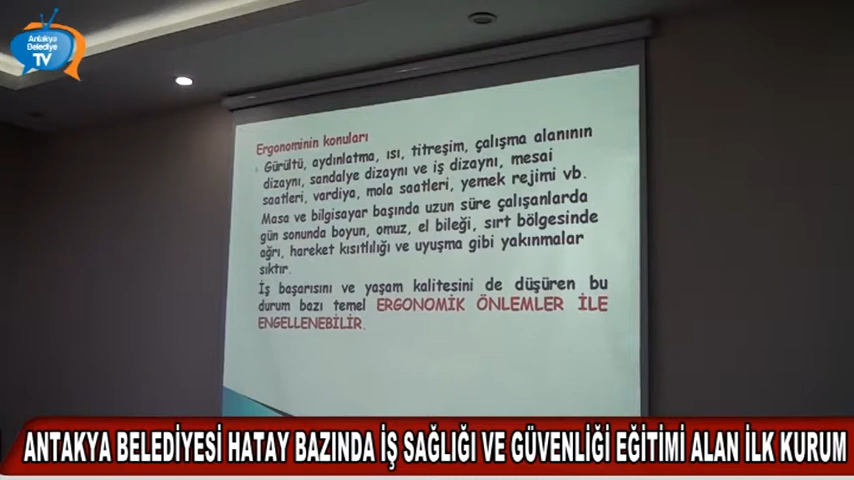 Antakya
Belediye
TV
Ergonominin konuları
Gürültü, aydınlatma, ısı, titreşim, çalışma alanının
dizaynı, sandalye dizaynı ve iş dizaynı, mesai
saatleri, vardiya, mola saatleri, yemek rejimi vb.
Masa ve bilgisayar başında uzun süre çalışanlarda
gün sonunda boyun, omuz, el bileği, sırt bölgesinde
ağrı, hareket kısıtlılığı ve uyuşma gibi yakınmalar
sıktır.
İş başarısını ve yaşam kalitesini de düşüren bu
durum bazı temel ERGONOMİK ÖNLEMLER İLE
ENGELLENEBİLİR.
ANTAKYA BELEDİYESİ HATAY BAZINDA İŞ SAĞLIĞI VE GÜVENLİĞİ EĞİTİMİ ALAN İLK KURUM